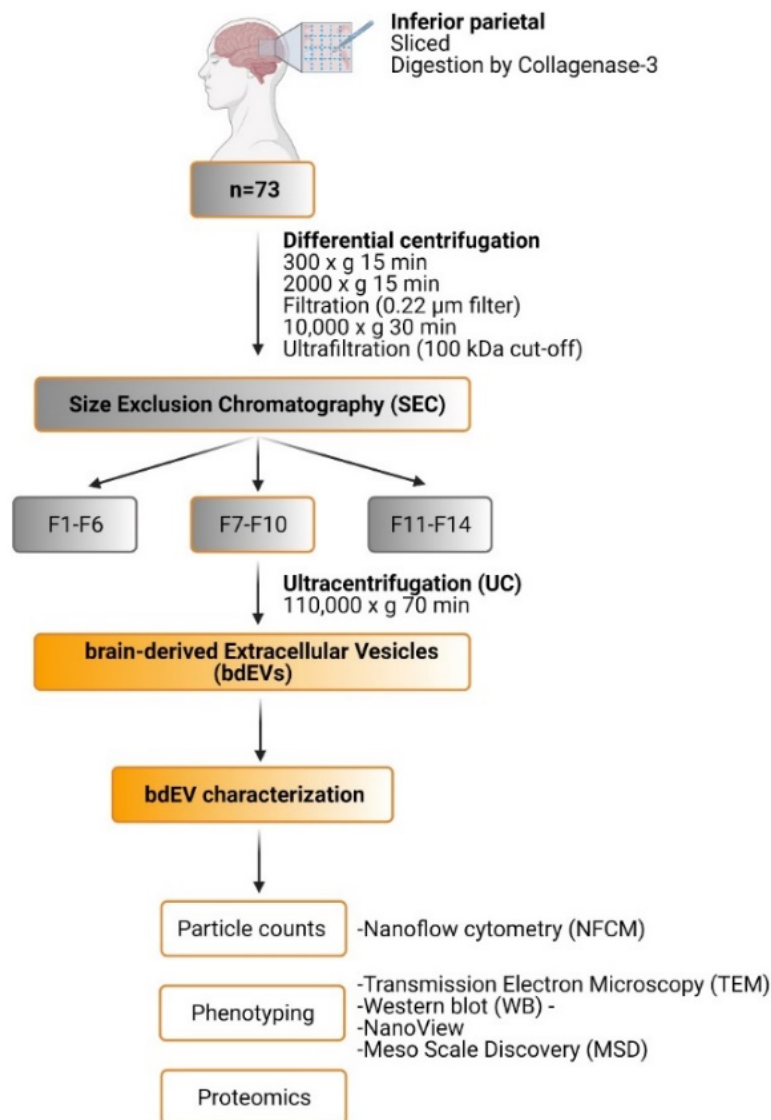 Inferior parietal
Sliced
Digestion by Collagenase-3
n=73
Differential centrifugation
300 x g 15 min
2000 x g 15 min
Filtration (0.22 µm filter)
10,000 x g 30 min
Ultrafiltration (100 kDa cut-off)
Size Exclusion Chromatography (SEC)
F1-F6
F7-F10
F11-F14
Ultracentrifugation (UC)
110,000 x g 70 min
brain-derived Extracellular Vesicles
(bdEVs)
bdEV characterization
Particle counts
-Nanoflow cytometry (NFCM)
Phenotyping
-Transmission Electron Microscopy (TEM)
-Western blot (WB) -
-NanoView
-Meso Scale Discovery (MSD)
Proteomics